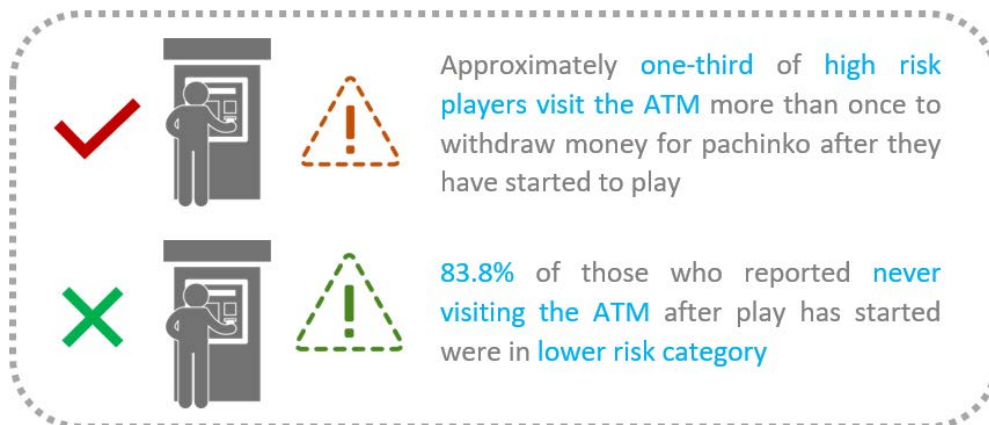 Approximately one-third of high risk
players visit the ATM more than once to
withdraw money for pachinko after they
have started to play
83.8% of those who reported never
visiting the ATM after play has started
were in lower risk category